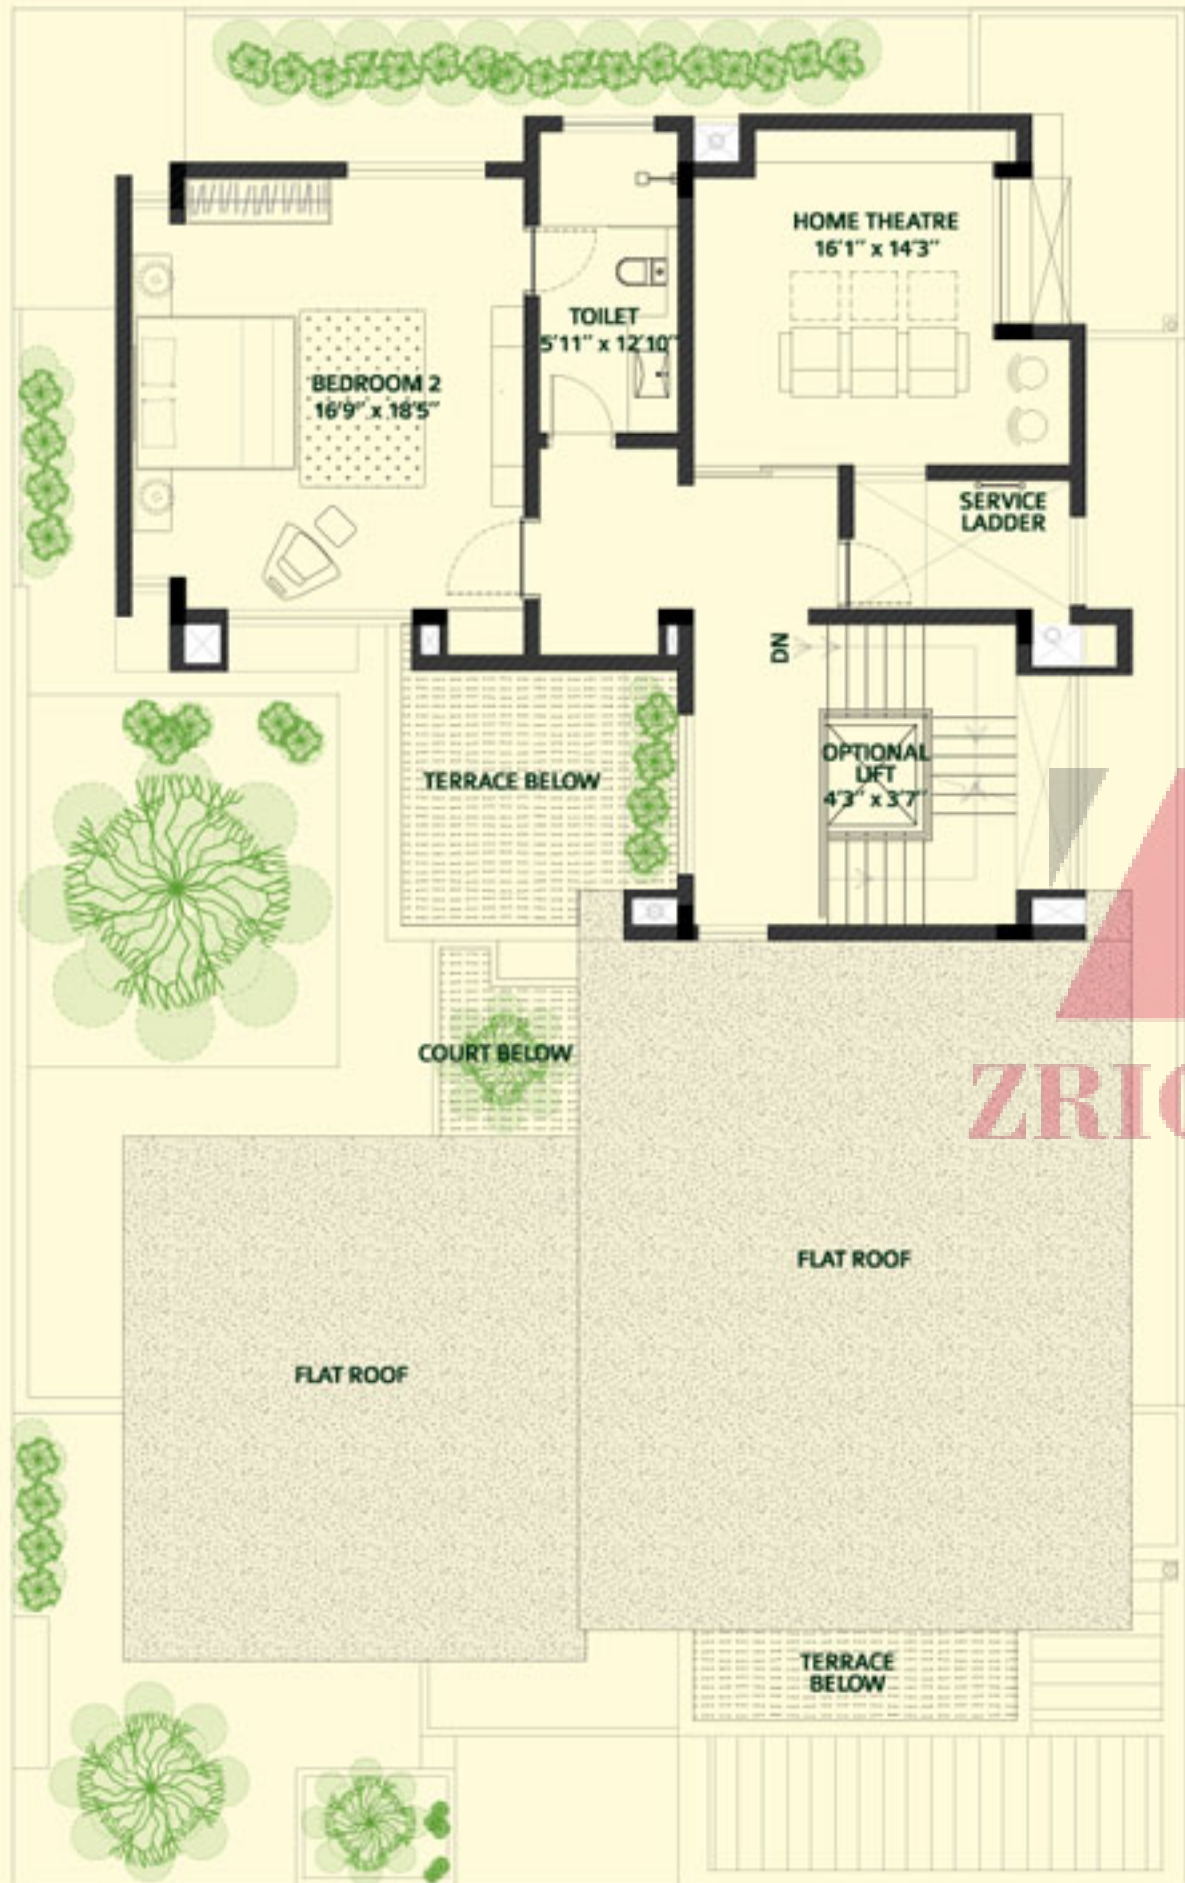 HOME THEATRE
16'1" x 14'3"
TOILET
5'11" x 12'10"
BEDROOM 2
16'9" x 18'5"
SERVICE
LADDER
DN
OPTIONAL
LIFT
4'3" x 3'7"
TERRACE BELOW
COURT BELOW
ZRIC
FLAT ROOF
FLAT ROOF
TERRACE
BELOW